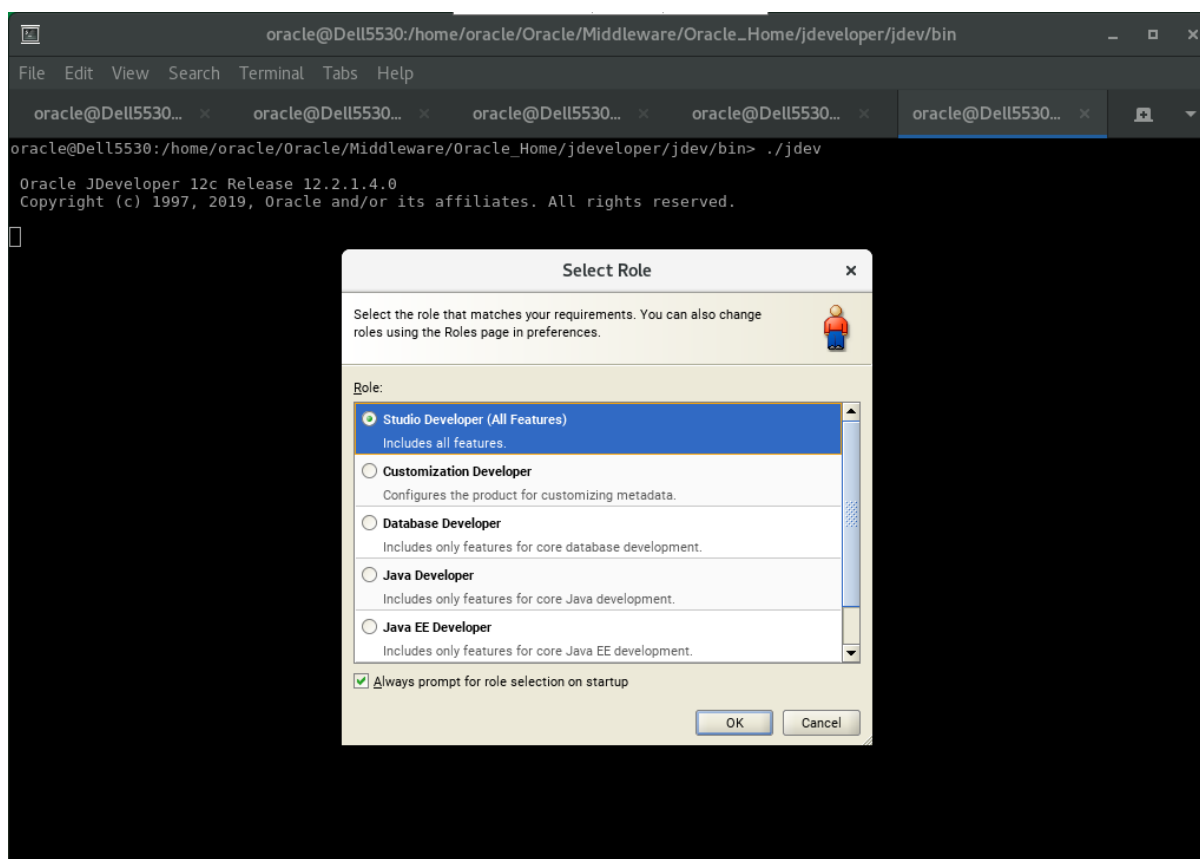 oracle@Dell5530:/home/oracle/Oracle/Middleware/Oracle_Home/jdeveloper/jdev/bin
File Edit View Search Terminal Tabs Help
oracle@Dell5530... oracle@Dell5530... oracle@Dell5530... oracle@Dell5530... oracle@Dell5530...
oracle@Dell5530:/home/oracle/Oracle/Middleware/Oracle_Home/jdeveloper/jdev/bin> ./jdev
Oracle JDeveloper 12c Release 12.2.1.4.0
Copyright (c) 1997, 2019, Oracle and/or its affiliates. All rights reserved.
Select Role
Select the role that matches your requirements. You can also change
roles using the Roles page in preferences.
Role:
Studio Developer (All Features)
Includes all features.
Customization Developer
Configures the product for customizing metadata.
Database Developer
Includes only features for core database development.
Java Developer
Includes only features for core Java development.
Java EE Developer
Includes only features for core Java EE development.
Always prompt for role selection on startup
OK Cancel